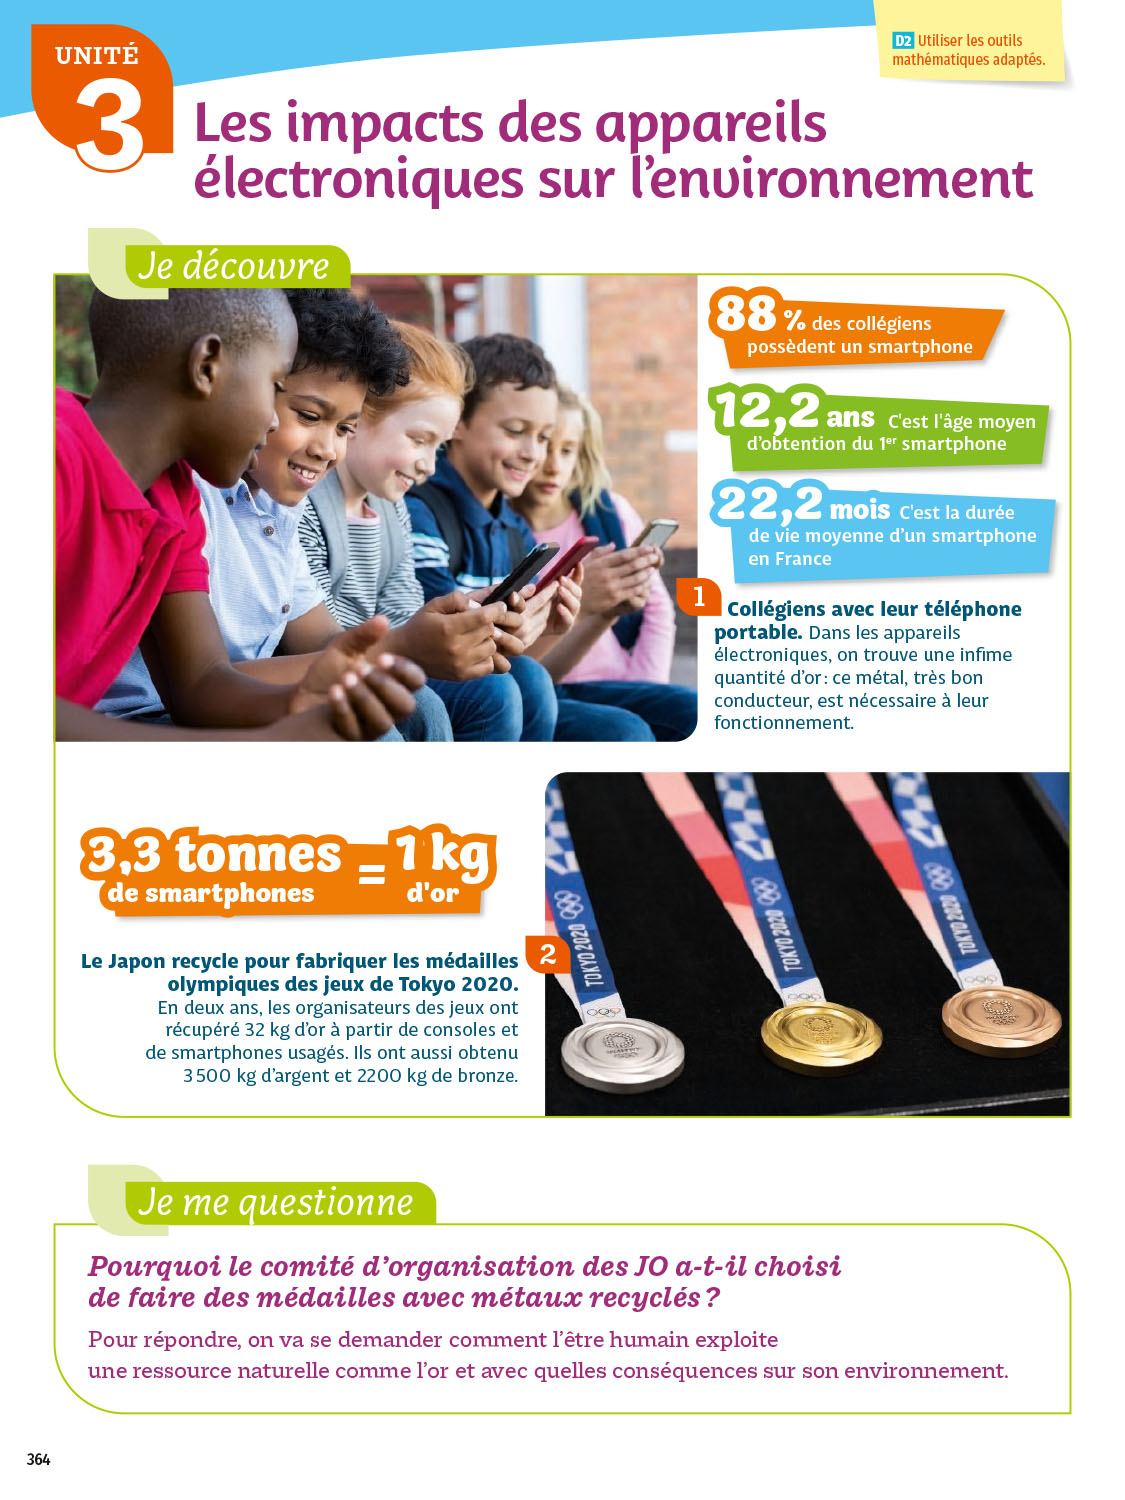 UNITÉ
3
D2 Utiliser les outils
mathématiques adaptés.
Les impacts des appareils
électroniques sur l'environnement
Je découvre
88 % des collégiens
possèdent un smartphone
12,2 ans C'est l'âge moyen
d'obtention du 1er smartphone
22,2 mois C'est la durée
de vie moyenne d'un smartphone
en France
1
Collégiens avec leur téléphone
portable. Dans les appareils
électroniques, on trouve une infime
quantité d'or : ce métal, très bon
conducteur, est nécessaire à leur
fonctionnement.
3,3 tonnes = 1 kg
de smartphones d'or
2
Le Japon recycle pour fabriquer les médailles
olympiques des jeux de Tokyo 2020.
En deux ans, les organisateurs des jeux ont
récupéré 32 kg d'or à partir de consoles et
de smartphones usagés. Ils ont aussi obtenu
3 500 kg d'argent et 2200 kg de bronze.
TOKYO 2020
TOKYO 2020
TOKYO 2020
Je me questionne
Pourquoi le comité d'organisation des JO a-t-il choisi
de faire des médailles avec métaux recyclés ?
Pour répondre, on va se demander comment l'être humain exploite
une ressource naturelle comme l'or et avec quelles conséquences sur son environnement.
364